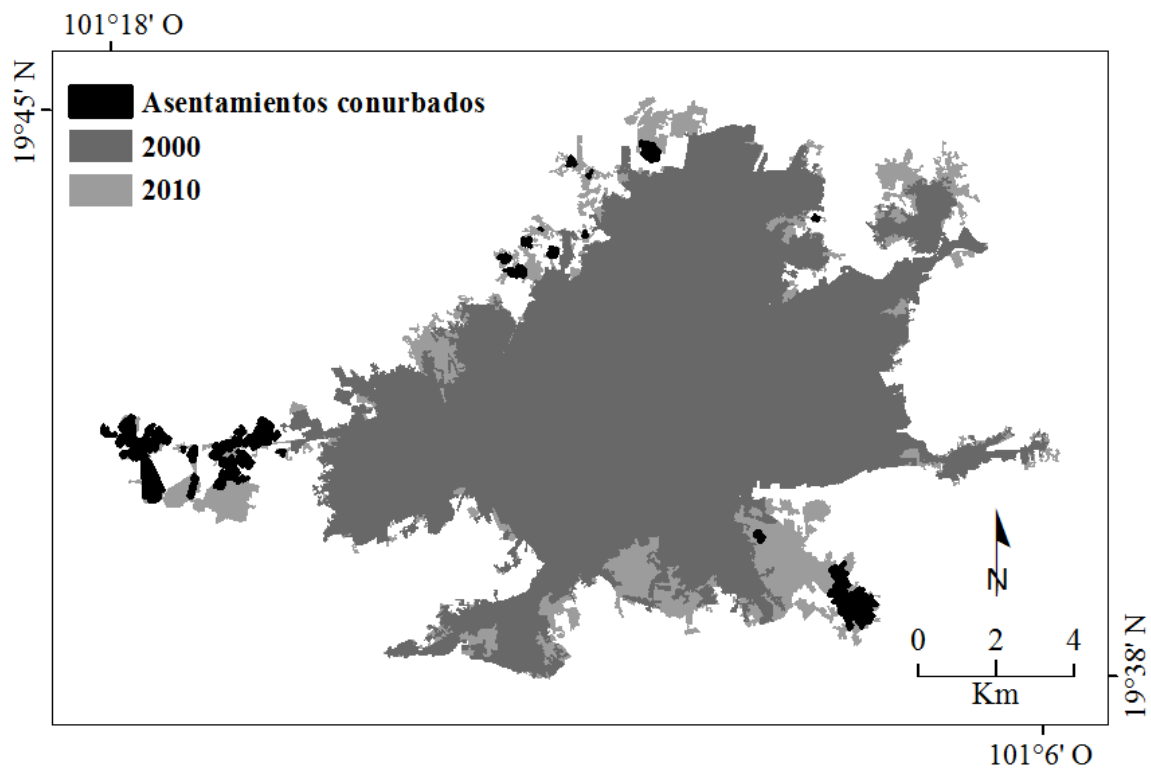 101°18' O
19°45' N
Asentamientos conurbados
2000
2010
N
0 2 4
Km
19°38' N
101°6' O